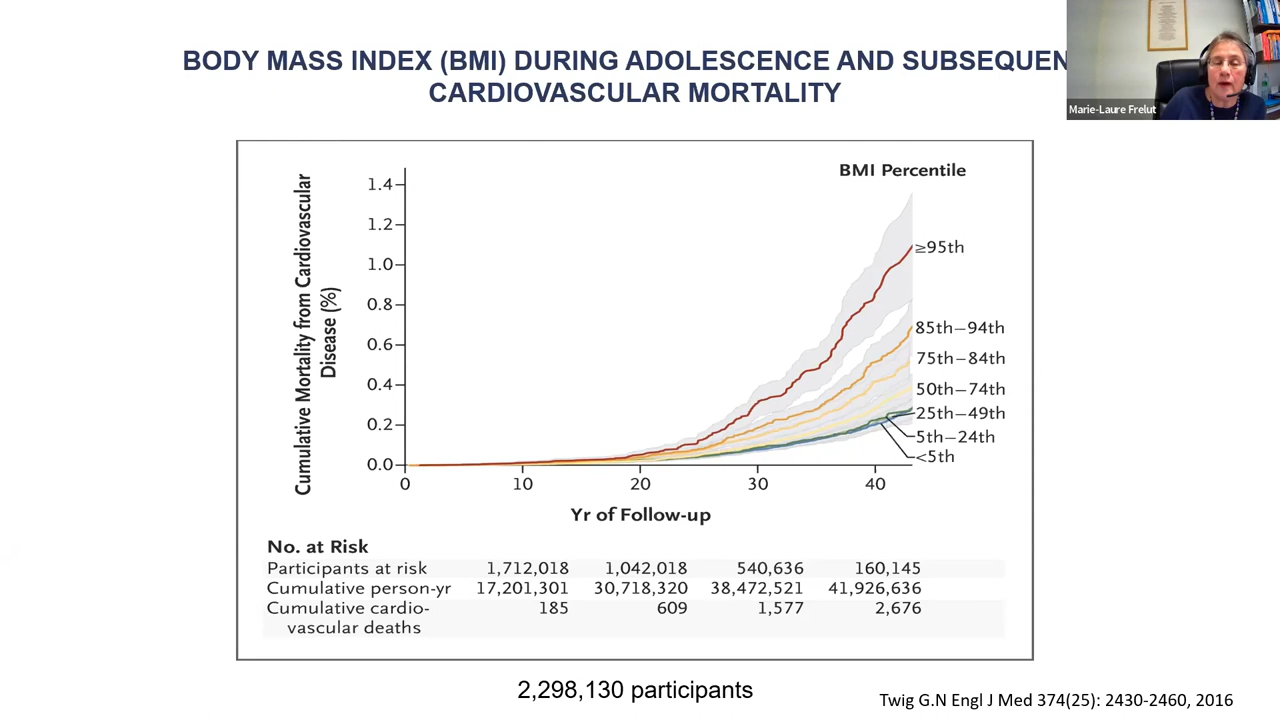 BODY MASS INDEX (BMI) DURING ADOLESCENCE AND SUBSEQUEN
CARDIOVASCULAR MORTALITY
Marie-Laure Frelut
BMI Percentile
Cumulative Mortality from Cardiovascular
Disease (%)
1.4
1.2
1.0
0.8
0.6
0.4
0.2
0.0
≥95th
85th–94th
75th–84th
50th–74th
25th–49th
5th–24th
<5th
0 10 20 30 40
Yr of Follow-up
No. at Risk
Participants at risk 1,712,018 1,042,018 540,636 160,145
Cumulative person-yr 17,201,301 30,718,320 38,472,521 41,926,636
Cumulative cardio- 185 609 1,577 2,676
vascular deaths
2,298,130 participants
Twig G.N Engl J Med 374(25): 2430-2460, 2016